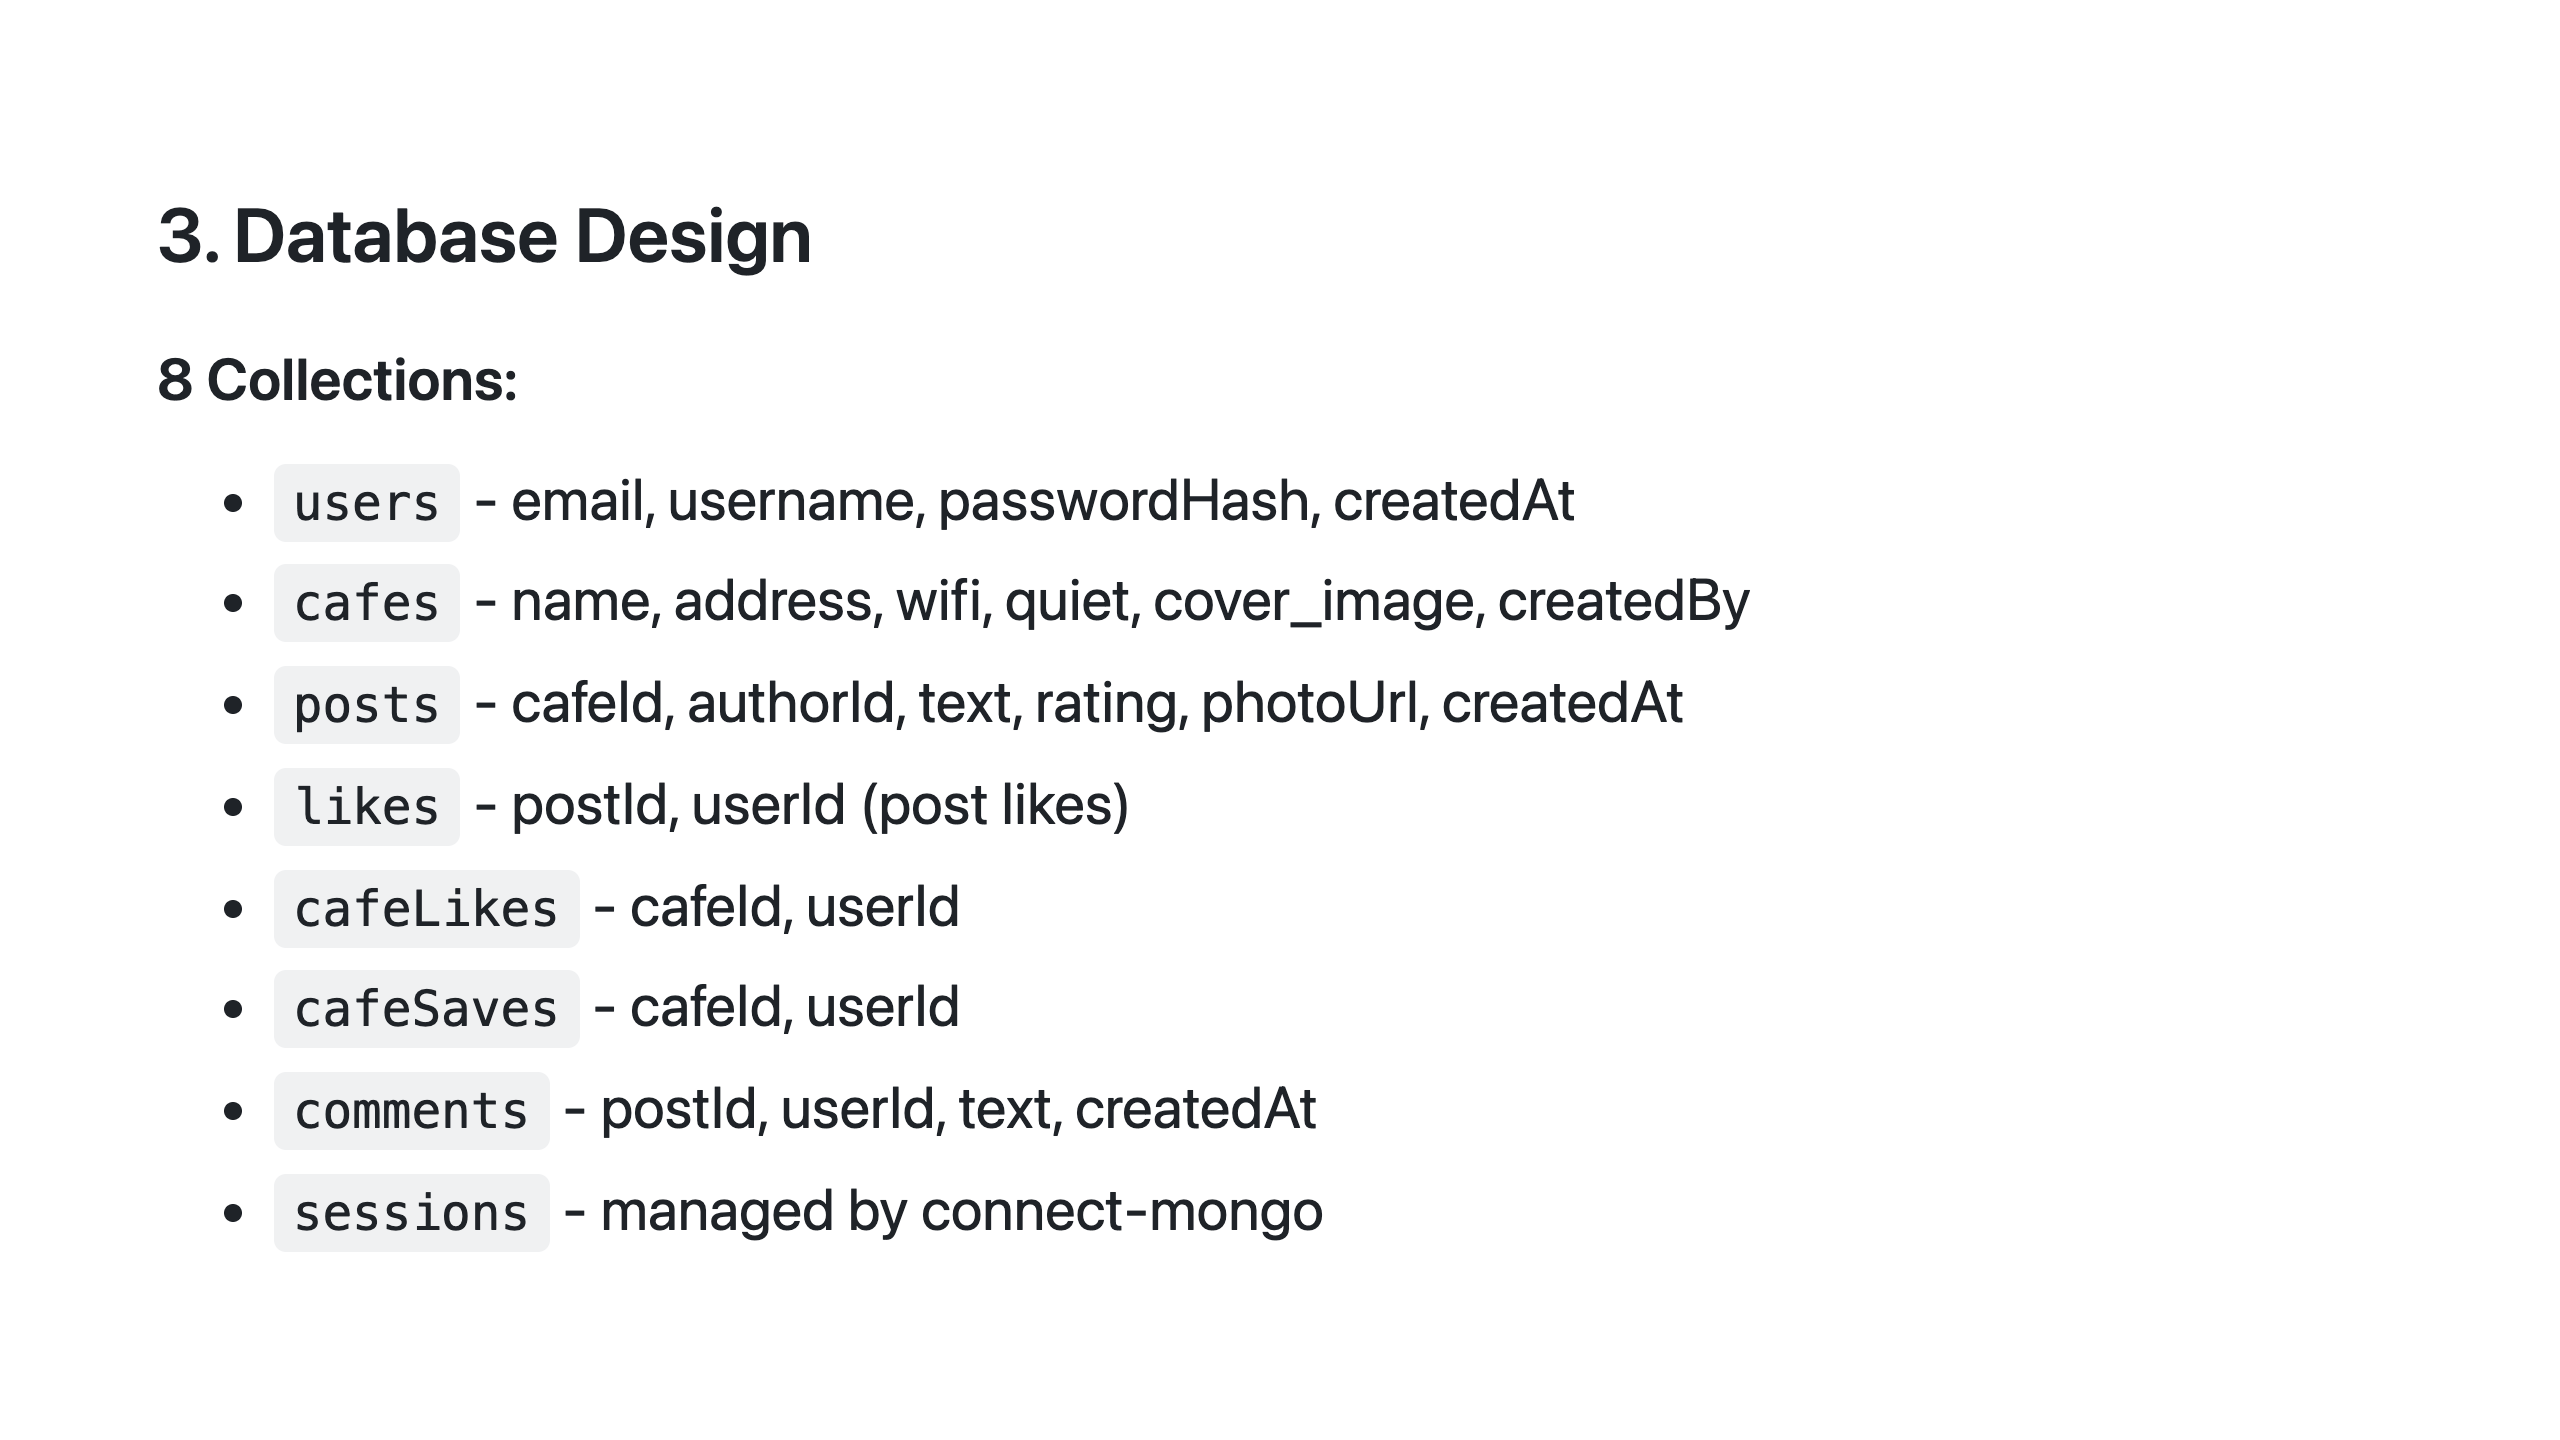 3. Database Design
8 Collections:
• users - email, username, passwordHash, createdAt
• cafes - name, address, wifi, quiet, cover_image, createdBy
• posts - cafeId, authorId, text, rating, photoUrl, createdAt
• likes - postId, userId (post likes)
• cafeLikes - cafeId, userId
• cafeSaves - cafeId, userId
• comments - postId, userId, text, createdAt
• sessions - managed by connect-mongo